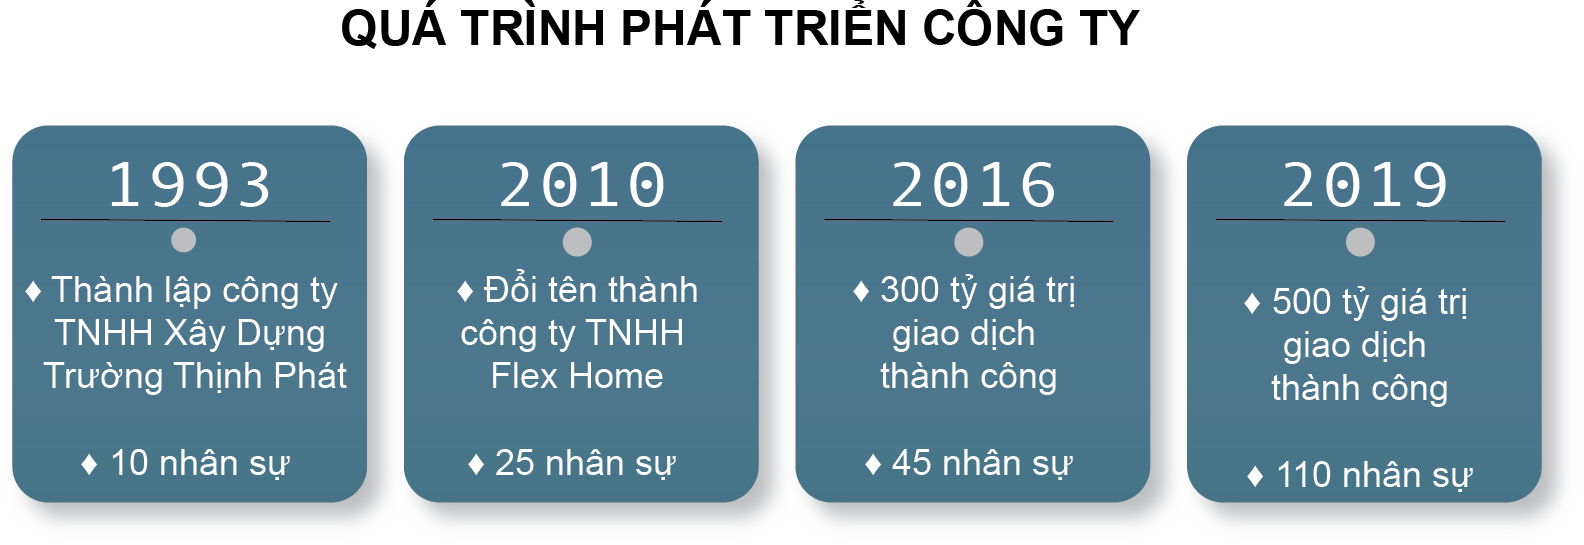 QUÁ TRÌNH PHÁT TRIỂN CÔNG TY
1993
♦ Thành lập công ty
TNHH Xây Dựng
Trường Thịnh Phát
♦ 10 nhân sự
2010
♦ Đổi tên thành
công ty TNHH
Flex Home
♦ 25 nhân sự
2016
♦ 300 tỷ giá trị
giao dịch
thành công
♦ 45 nhân sự
2019
♦ 500 tỷ giá trị
giao dịch
thành công
♦ 110 nhân sự